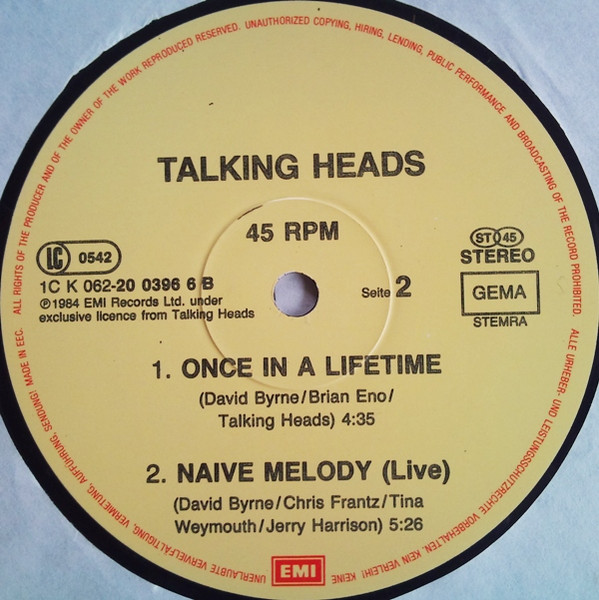 ALL RIGHTS OF THE PRODUCER AND OF THE OWNER OF THE WORK REPRODUCED RESERVED. UNAUTHORIZED COPYING, HIRING, LENDING, PUBLIC PERFORMANCE AND BROADCASTING OF THE RECORD PROHIBITED.
TALKING HEADS
45 RPM
LC 0542
ST 45
STEREO
1C K 062-20 0396 6 B
Seite 2
GEMA
STEMRA
℗1984 EMI Records Ltd. under
exclusive licence from Talking Heads
1. ONCE IN A LIFETIME
(David Byrne/Brian Eno/
Talking Heads) 4:35
2. NAIVE MELODY (Live)
(David Byrne/Chris Frantz/Tina
Weymouth/Jerry Harrison) 5:26
EMI
ALLE URHEBER- UND LEISTUNGSSCHUTZRECHTE VORBEHALTEN. KEIN VERLEIH! KEINE
UNERLAUBTE VERVIELFÄLTIGUNG, VERMIETUNG, AUFFÜHRUNG, SENDUNG! MADE IN EEC.